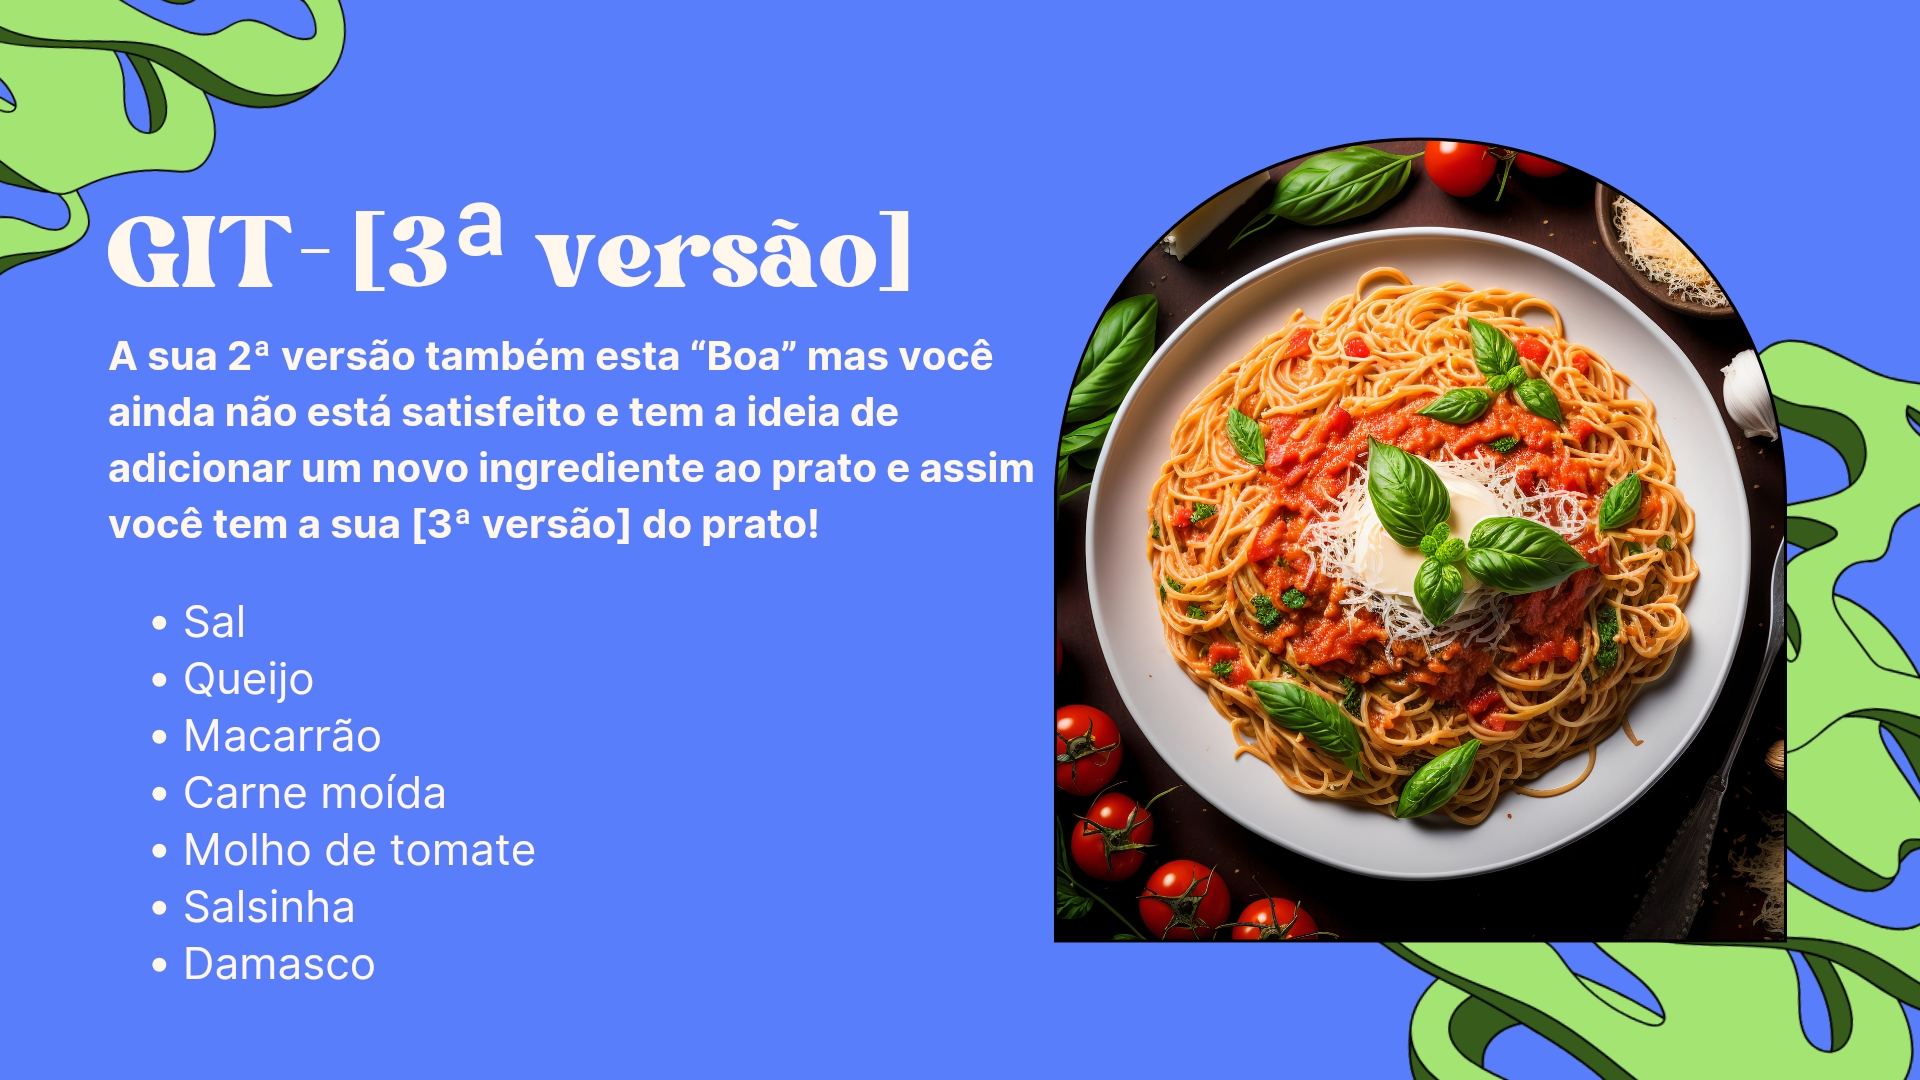 GIT- [3ª versão]
A sua 2ª versão também esta “Boa” mas você
ainda não está satisfeito e tem a ideia de
adicionar um novo ingrediente ao prato e assim
você tem a sua [3ª versão] do prato!
• Sal
• Queijo
• Macarrão
• Carne moída
• Molho de tomate
• Salsinha
• Damasco